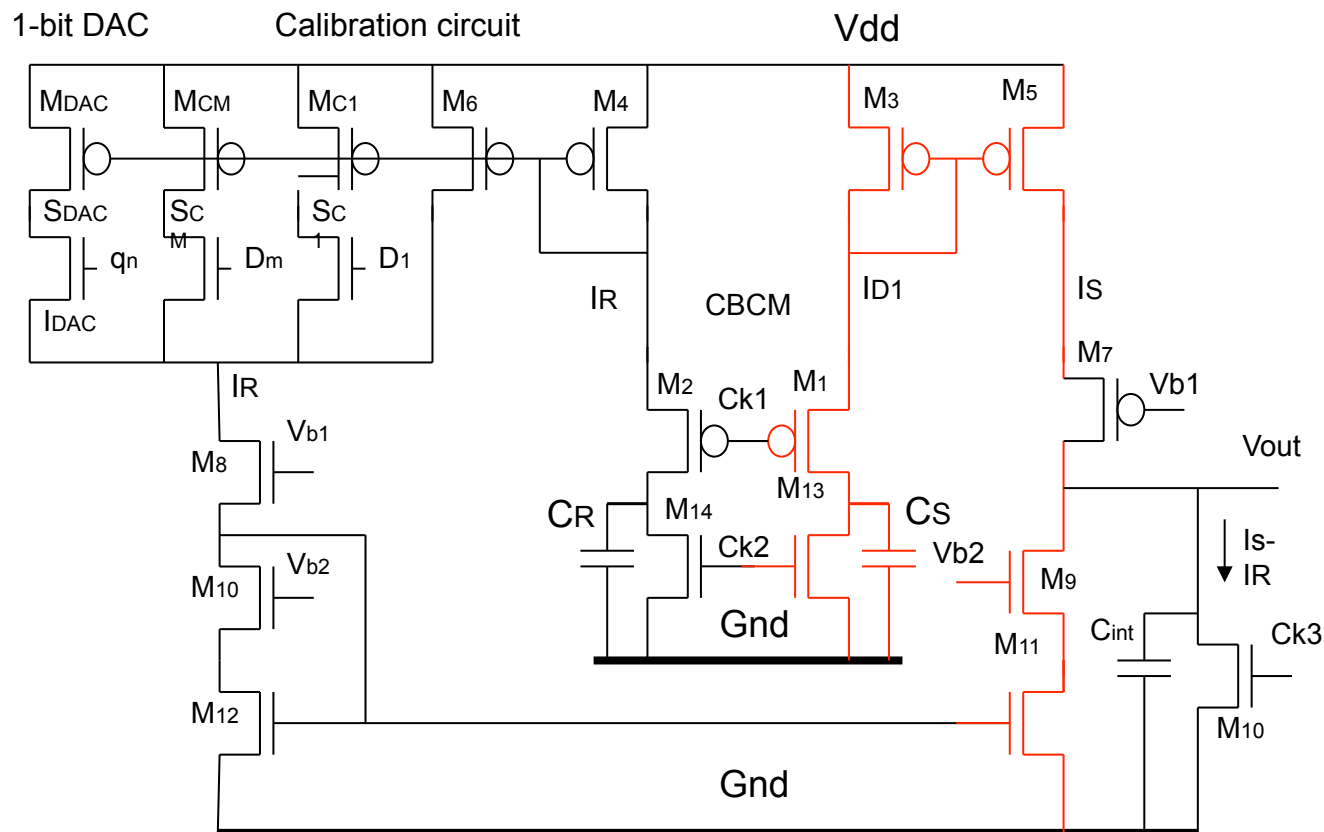 1-bit DAC
Calibration circuit
Vdd
MDAC
MCM
MC1
M6
M4
M3
M5
SDAC
SC
M
SC
1
qn
Dm
D1
IDAC
IR
CBCM
ID1
IS
IR
M7
Vb1
M2
Ck1
M1
Vb1
M8
Vout
M13
CR
M14
CS
Ck2
Vb2
Is-
IR
Vb2
M10
M9
Gnd
M11
Cint
Ck3
M12
M10
Gnd